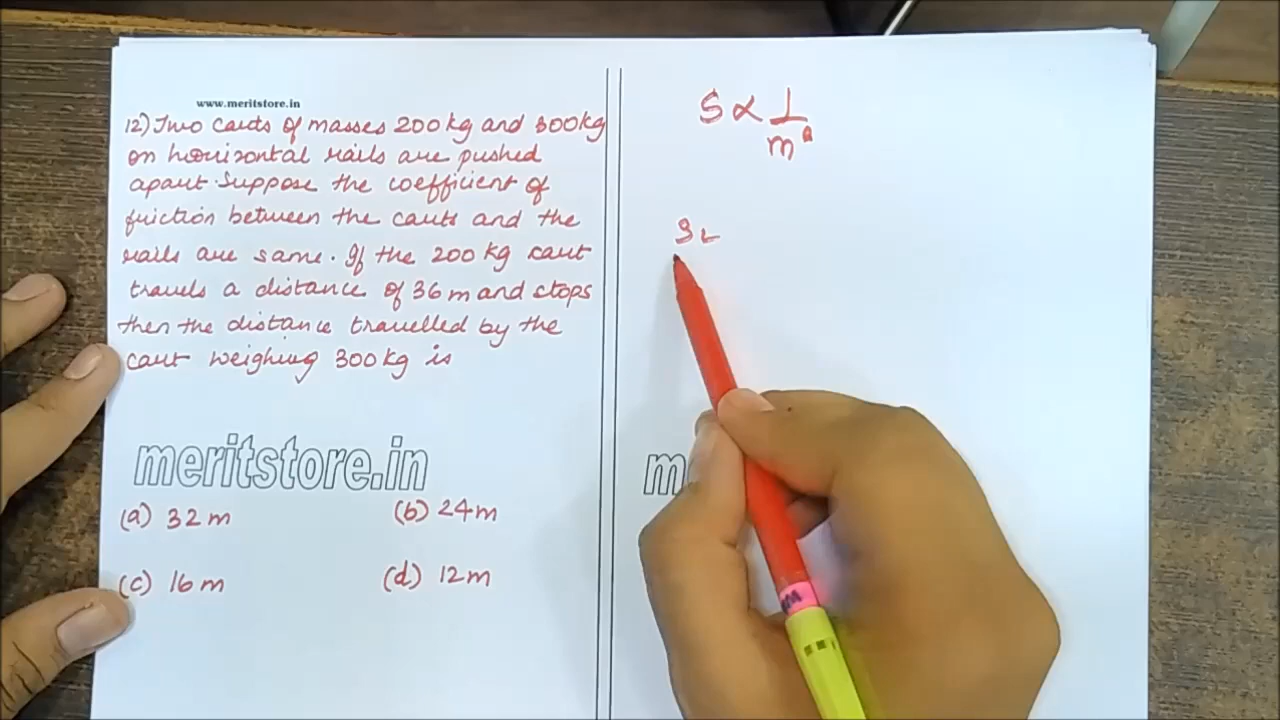 www.meritstore.in
12) Two carts of masses 200 kg and 300kg
on horizontal rails are pushed
apart. Suppose the coefficient of
friction between the carts and the
rails are same. If the 200 kg cart
travels a distance of 36 m and stops
then the distance travelled by the
cart weighing 300 kg is
meritstore.in
(a) 32 m (b) 24 m
(c) 16 m (d) 12 m
S ∝ 1/m²
S₂
m